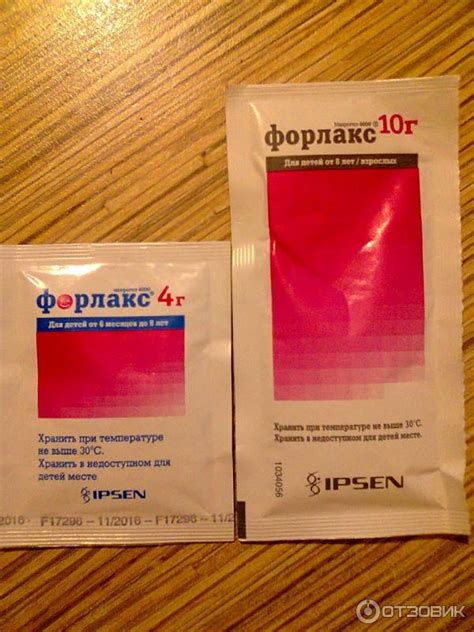 макрогол 4000
форлакс® 4г
Для детей от 6 месяцев до 8 лет
Хранить при температуре
не выше 30°С.
Хранить в недоступном для
детей месте
IPSEN
/2016 - F17296 - 11/2016 - F17296 - 11/2
Макрогол 4000
форлакс® 10г
Для детей от 8 лет / взрослых
Хранить при температуре не выше 30°С.
Хранить в недоступном для детей месте.
1034056
IPSEN
ОТЗОВИК